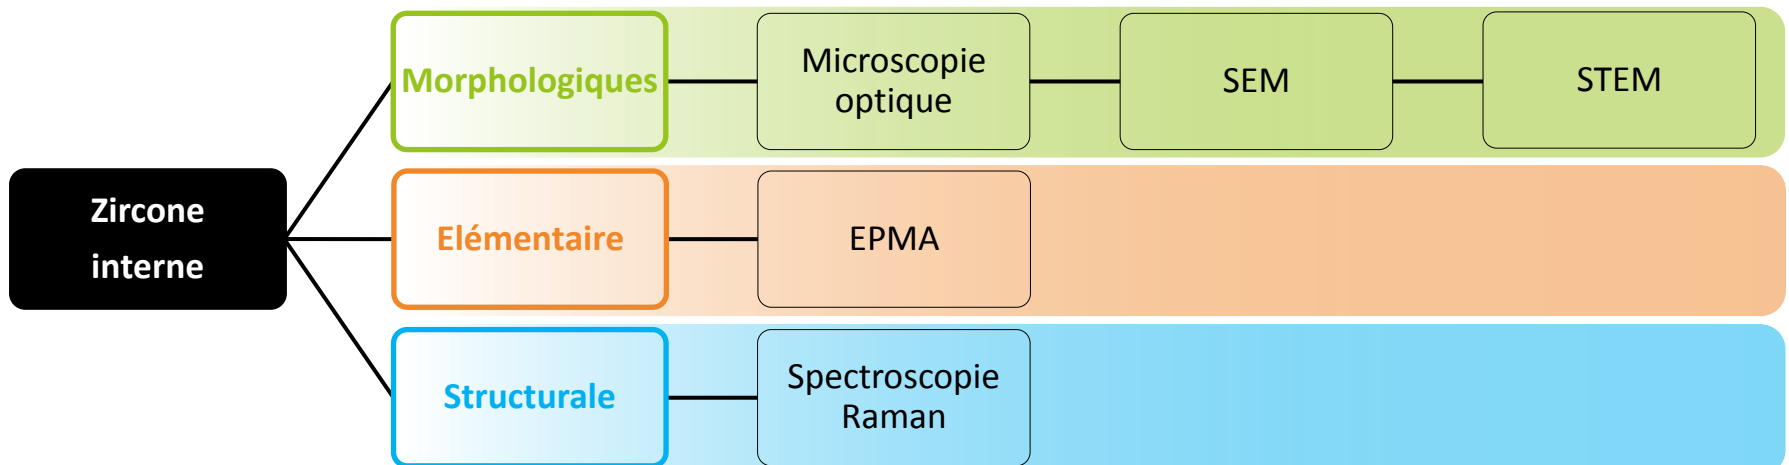 Zircone
interne
Morphologiques
Microscopie
optique
SEM
STEM
Elémentaire
EPMA
Structurale
Spectroscopie
Raman